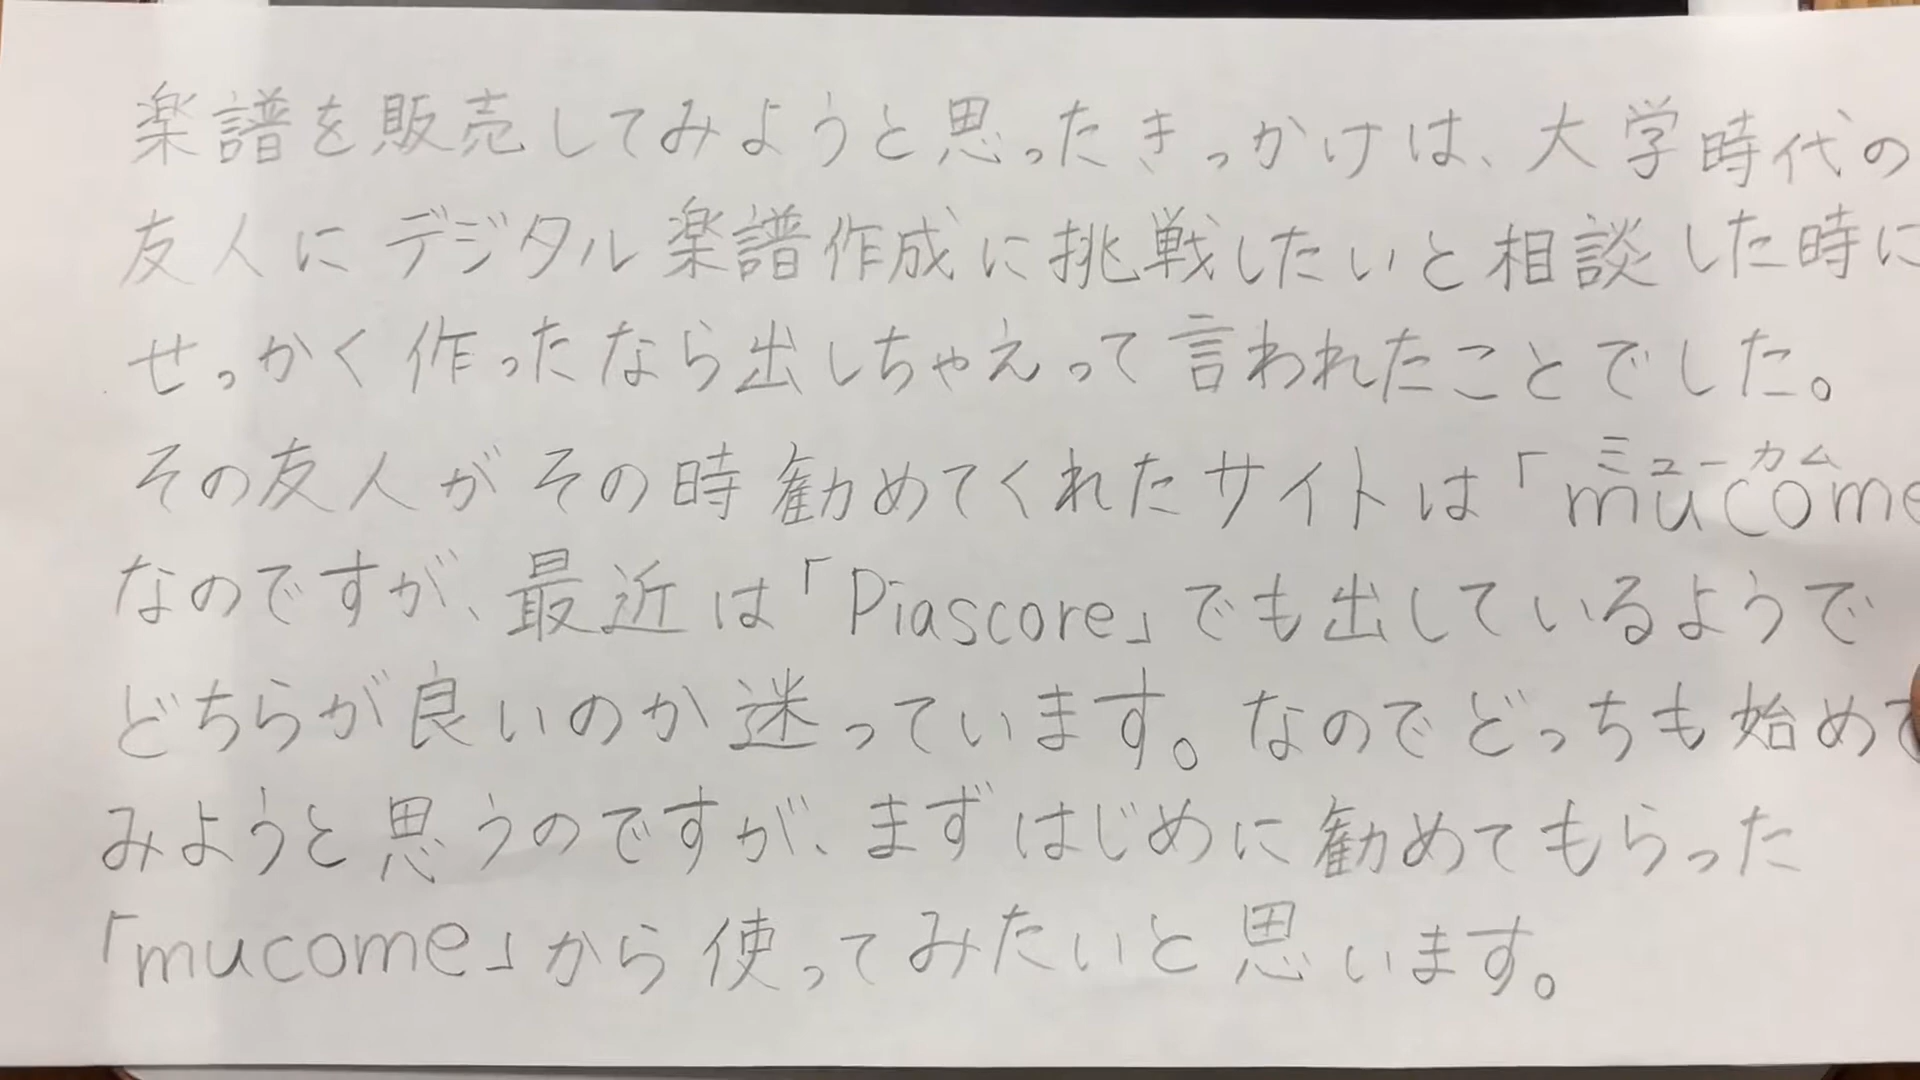 楽譜を販売してみようと思ったきっかけは、大学時代の
友人にデジタル楽譜作成に挑戦したいと相談した時に
せっかく作ったなら出しちゃえって言われたことでした。
ミューカム
その友人がその時勧めてくれたサイトは「mucome
なのですが、最近は「Piascore」でも出しているようで
どちらが良いのか迷っています。なのでどっちも始めて
みようと思うのですが、まずはじめに勧めてもらった
「mucome」から使ってみたいと思います。